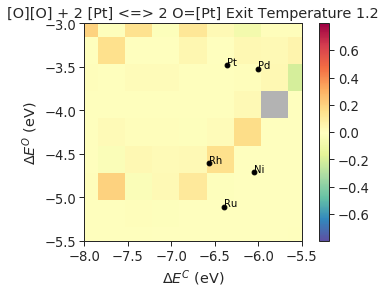 [O][O] + 2 [Pt] <=> 2 O=[Pt] Exit Temperature 1.2
−3.0
−3.5
−4.0
−4.5
−5.0
−5.5
ΔE^O (eV)
Pt
Pd
Rh
Ni
Ru
−8.0 −7.5 −7.0 −6.5 −6.0 −5.5
ΔE^C (eV)
0.6
0.4
0.2
0.0
−0.2
−0.4
−0.6